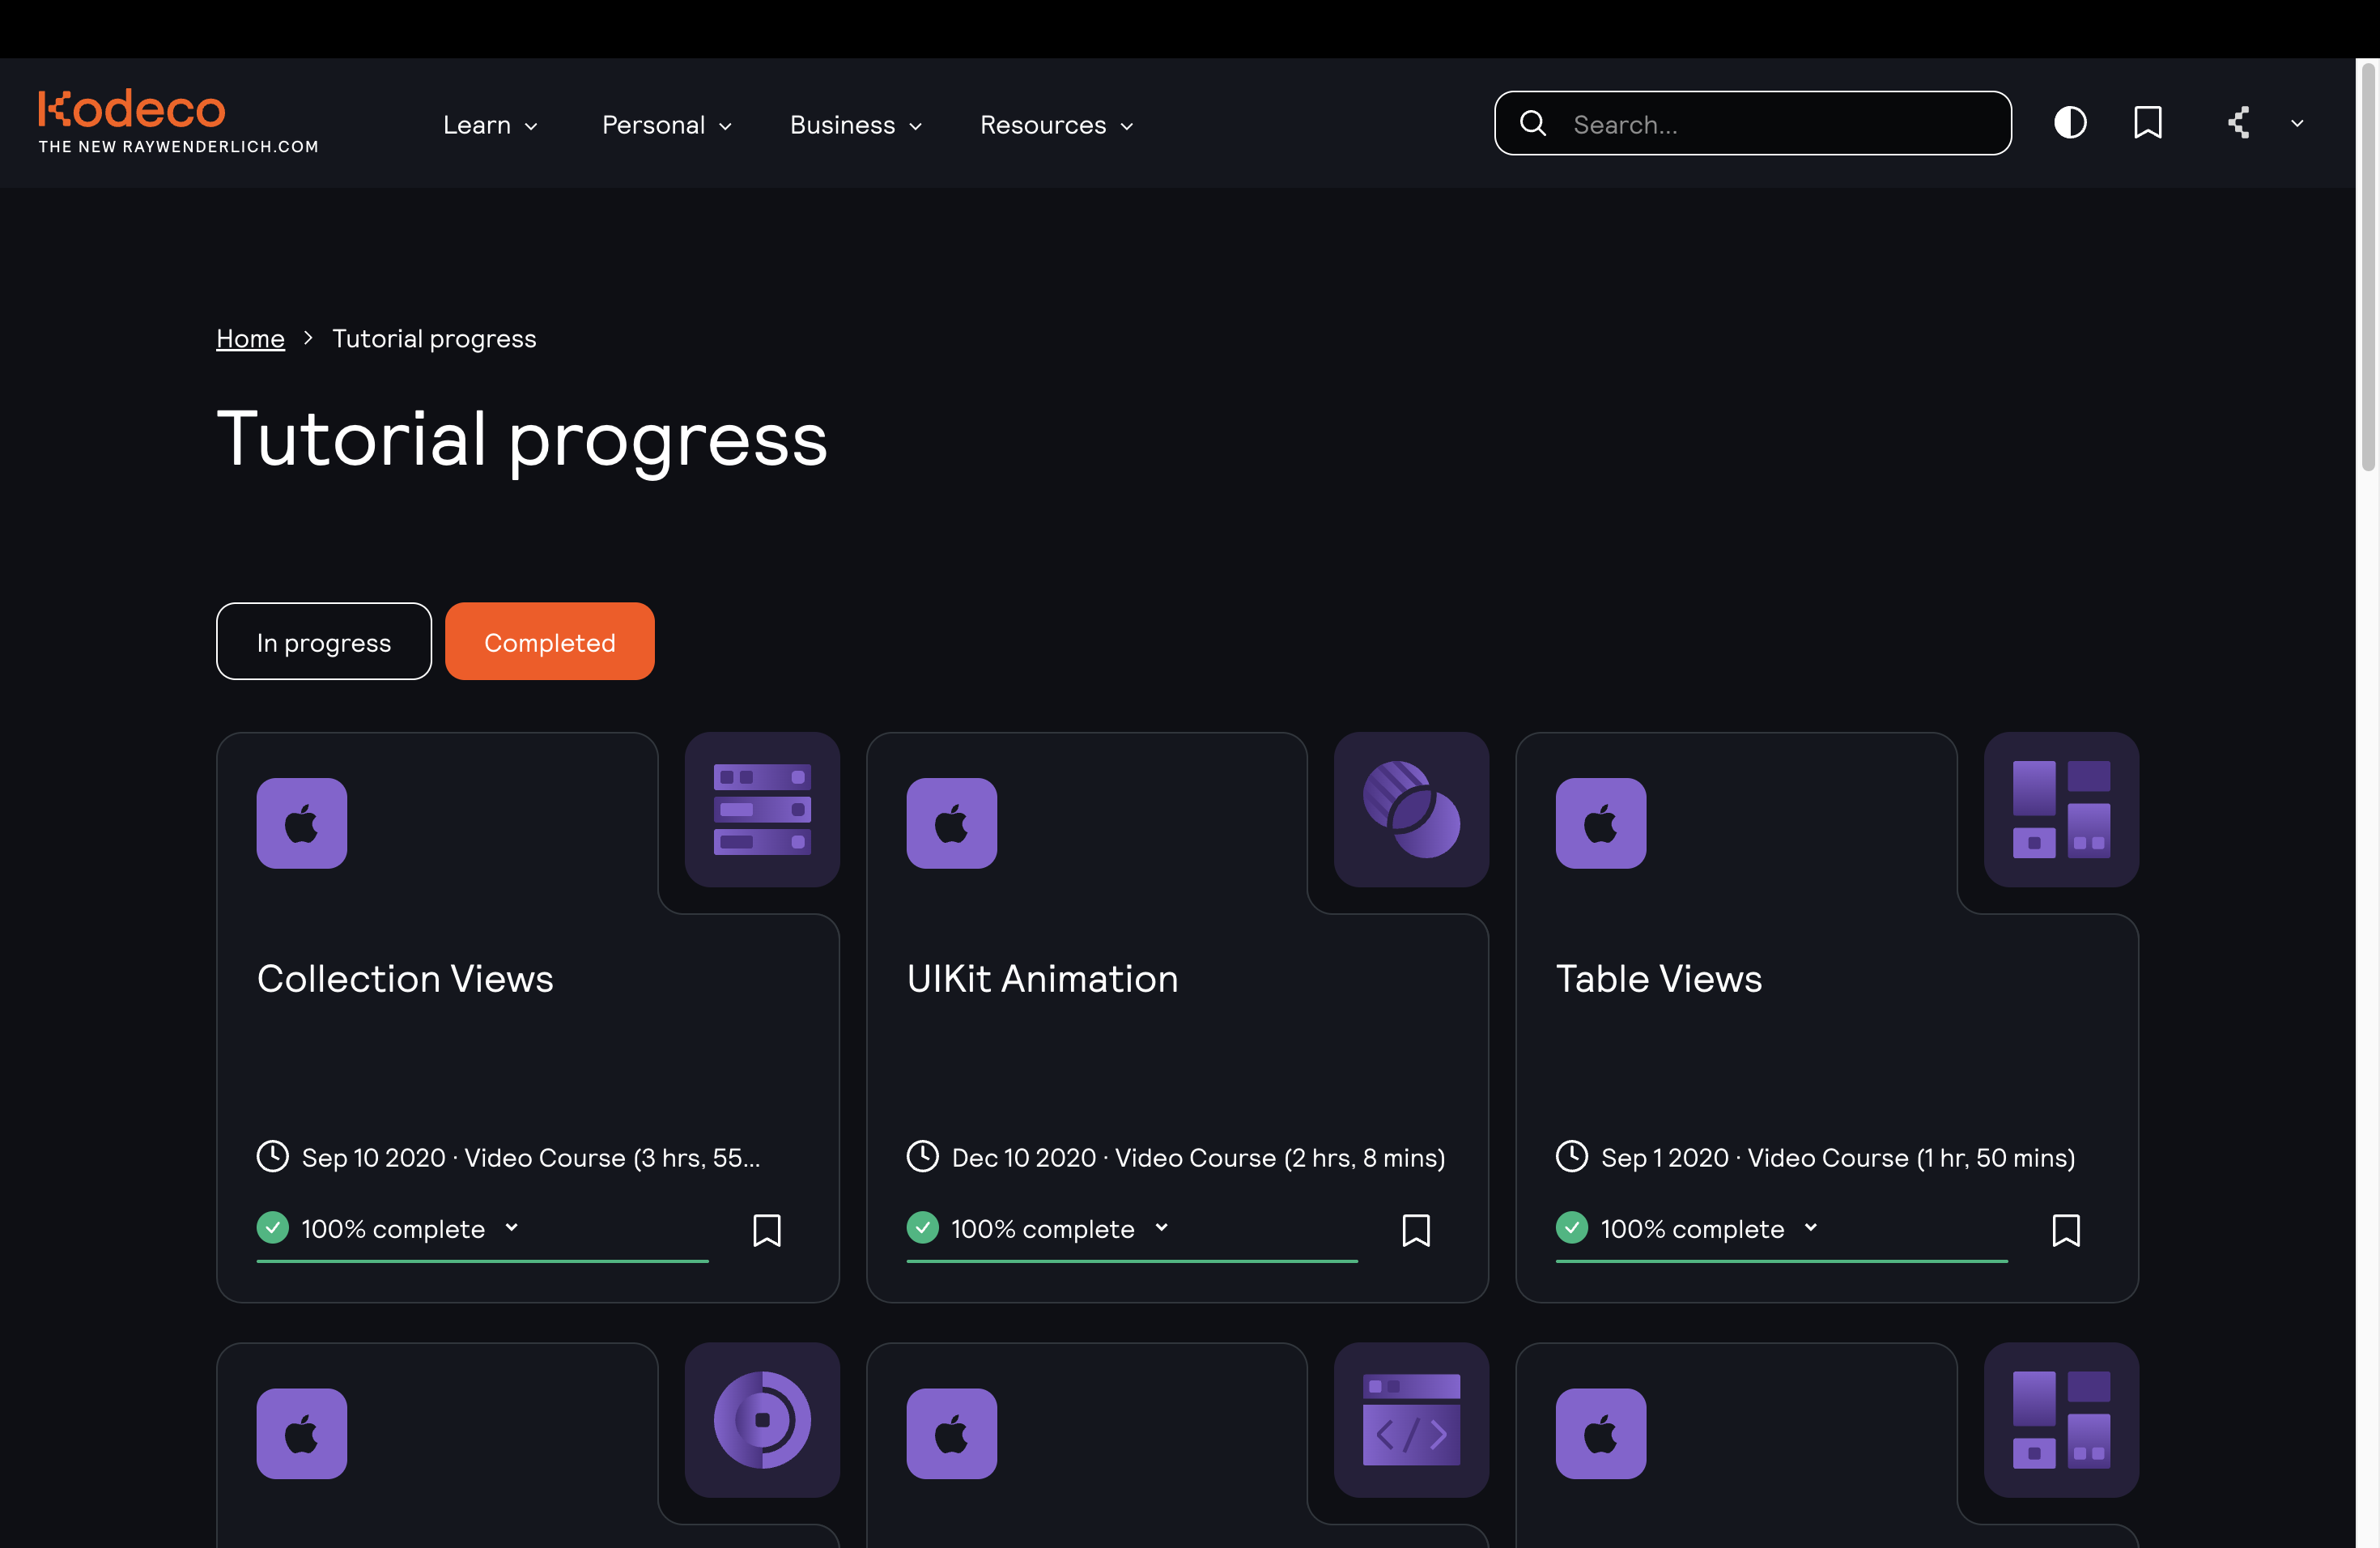 Kodeco
THE NEW RAYWENDERLICH.COM
Learn
Personal
Business
Resources
Search...
Home
Tutorial progress
Tutorial progress
In progress
Completed
Collection Views
Sep 10 2020 · Video Course (3 hrs, 55...
100% complete
UIKit Animation
Dec 10 2020 · Video Course (2 hrs, 8 mins)
100% complete
Table Views
Sep 1 2020 · Video Course (1 hr, 50 mins)
100% complete